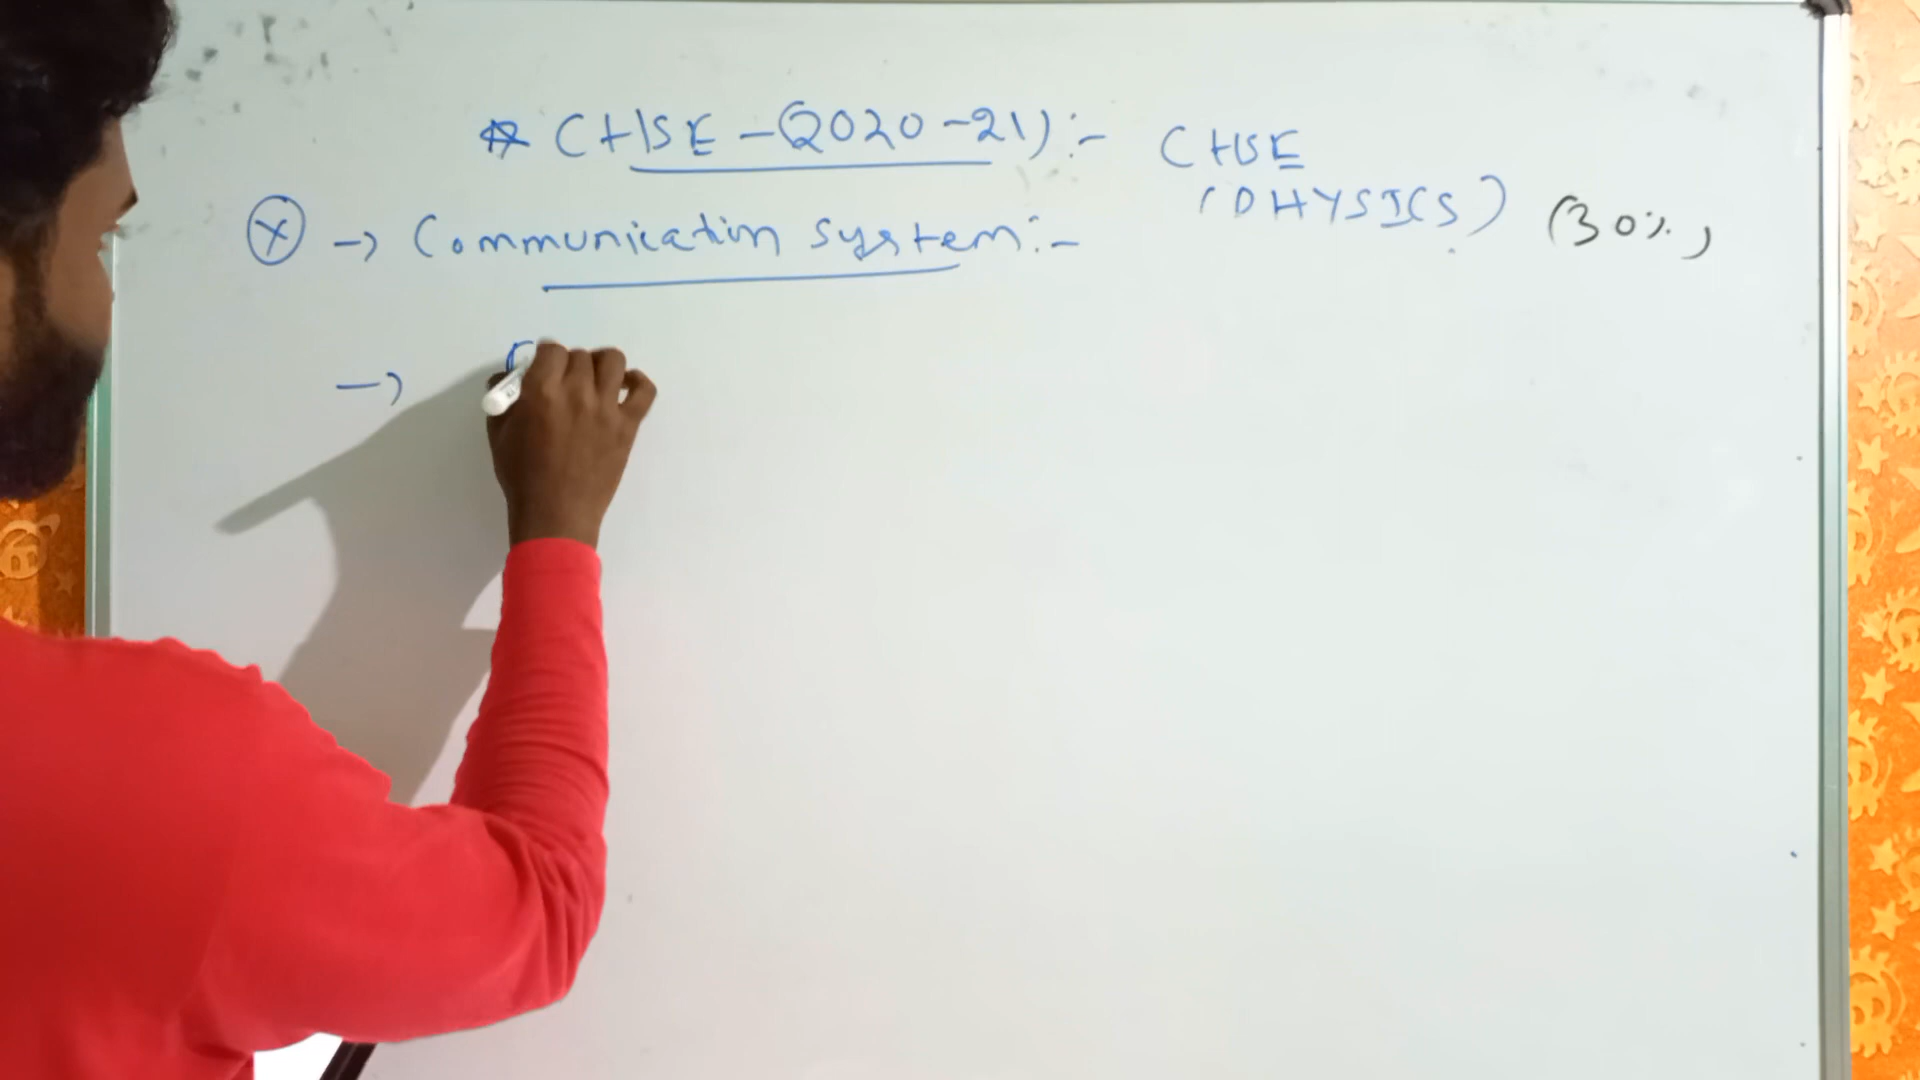 ☆ CHSE - (2020-21) :- CHSE
(PHYSICS) (30%)
Ⓧ → Communication system :-
→